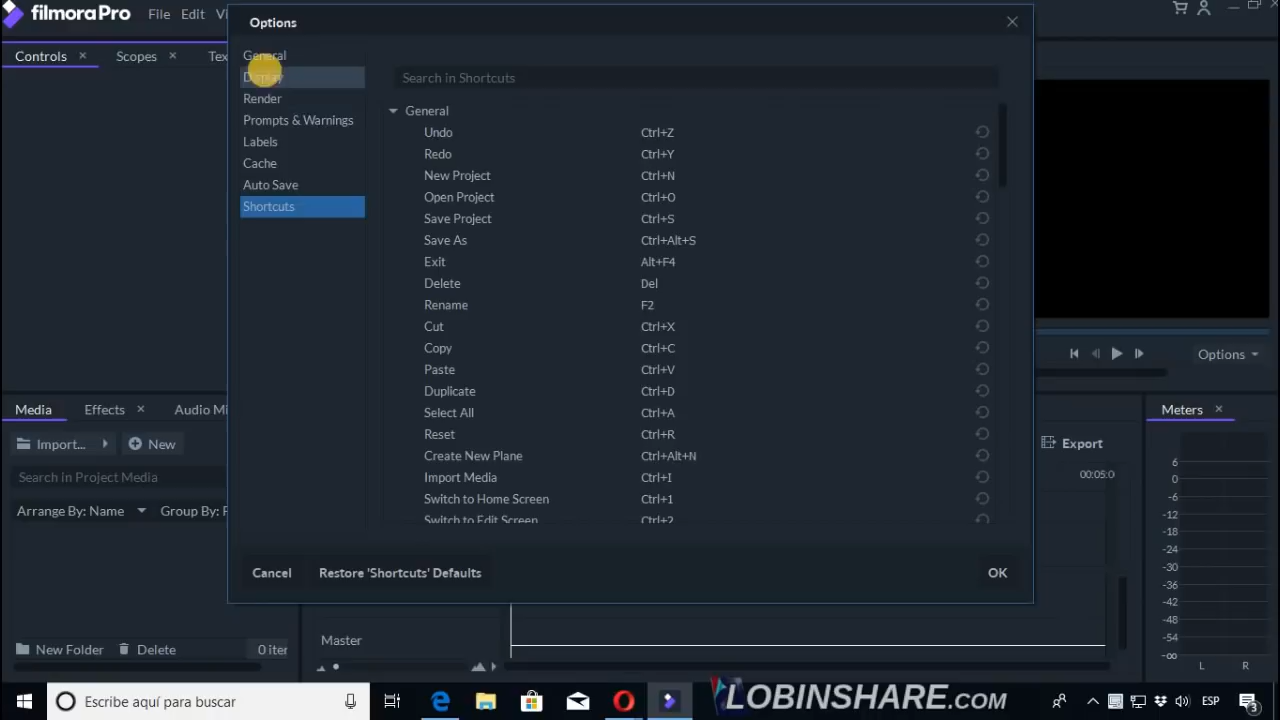 filmoraPro File Edit
Options
Controls × Scopes ×
General
Display
Render
Prompts & Warnings
Labels
Cache
Auto Save
Shortcuts
Search in Shortcuts
General
Undo Ctrl+Z
Redo Ctrl+Y
New Project Ctrl+N
Open Project Ctrl+O
Save Project Ctrl+S
Save As Ctrl+Alt+S
Exit Alt+F4
Delete Del
Rename F2
Cut Ctrl+X
Copy Ctrl+C
Paste Ctrl+V
Duplicate Ctrl+D
Select All Ctrl+A
Reset Ctrl+R
Create New Plane Ctrl+Alt+N
Import Media Ctrl+I
Switch to Home Screen Ctrl+1
Switch to Edit Screen Ctrl+2
Cancel Restore 'Shortcuts' Defaults OK
Options
Media Effects × Audio
Import... New
Search in Project Media
Arrange By: Name Group By:
New Folder Delete 0
Master
Export
00:05:0
Meters ×
6
0
-6
-12
-18
-24
-30
-36
-42
-48
-54
-∞
L R
Escribe aquí para buscar
LOBINSHARE.COM
ESP
3